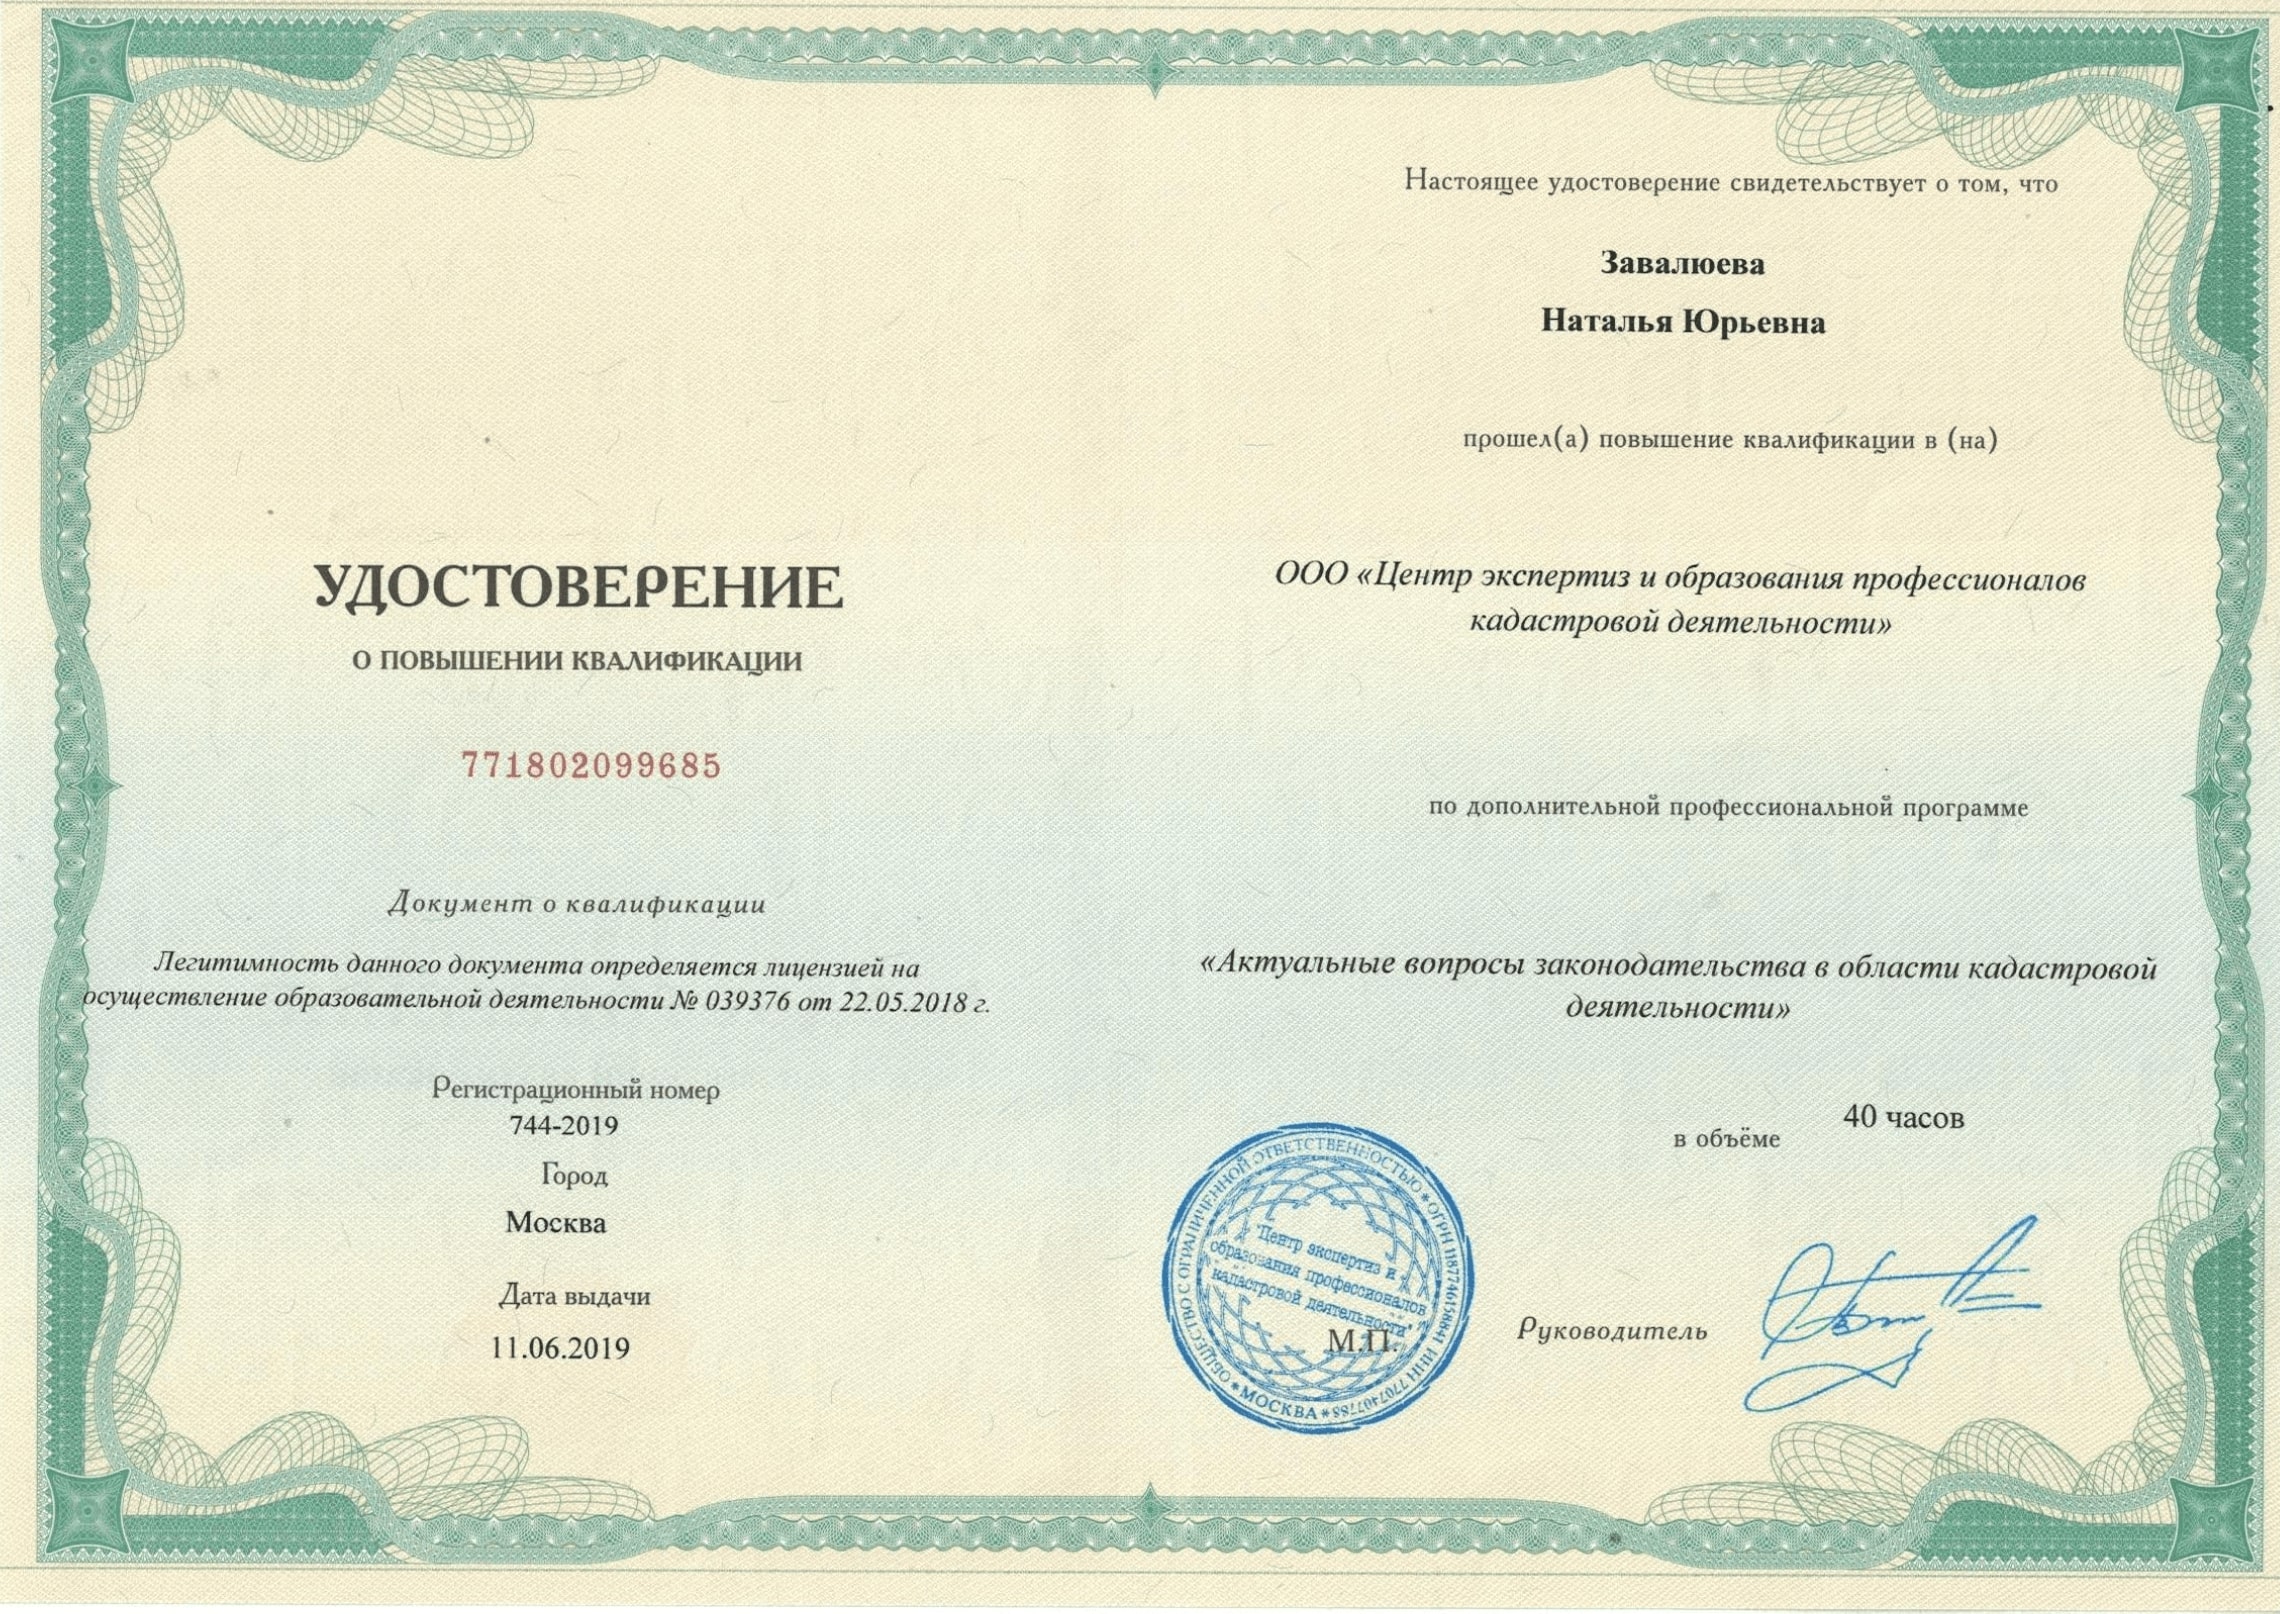 УДОСТОВЕРЕНИЕ
О ПОВЫШЕНИИ КВАЛИФИКАЦИИ
771802099685
Документ о квалификации
Легитимность данного документа определяется лицензией на
осуществление образовательной деятельности № 039376 от 22.05.2018 г.
Регистрационный номер
744-2019
Город
Москва
Дата выдачи
11.06.2019
Настоящее удостоверение свидетельствует о том, что
Завалюева
Наталья Юрьевна
прошел(а) повышение квалификации в (на)
ООО «Центр экспертиз и образования профессионалов
кадастровой деятельности»
по дополнительной профессиональной программе
«Актуальные вопросы законодательства в области кадастровой
деятельности»
в объёме 40 часов
ОБЩЕСТВО С ОГРАНИЧЕННОЙ ОТВЕТСТВЕННОСТЬЮ * ОГРН 1187746158841 ИНН 7707407788 * МОСКВА *
"Центр экспертиз и
образования профессионалов
кадастровой деятельности"
М.П.
Руководитель